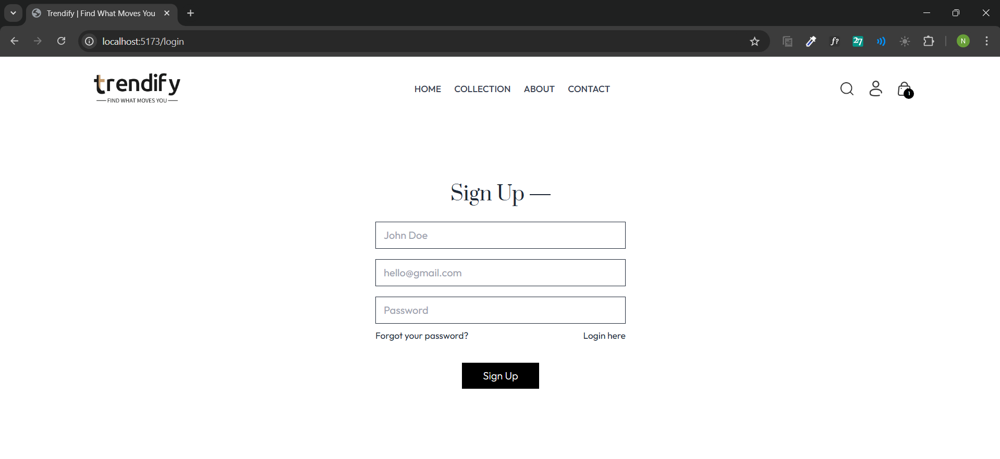 Trendify | Find What Moves You
localhost:5173/login
f?
27
N
trendify
FIND WHAT MOVES YOU
HOME COLLECTION ABOUT CONTACT
1
Sign Up
John Doe
hello@gmail.com
Password
Forgot your password? Login here
Sign Up